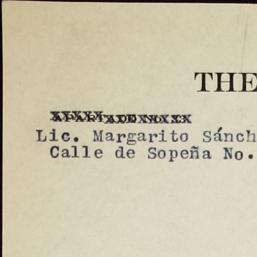 THE
Lic. Margarito Sánch
Calle de Sopeña No.